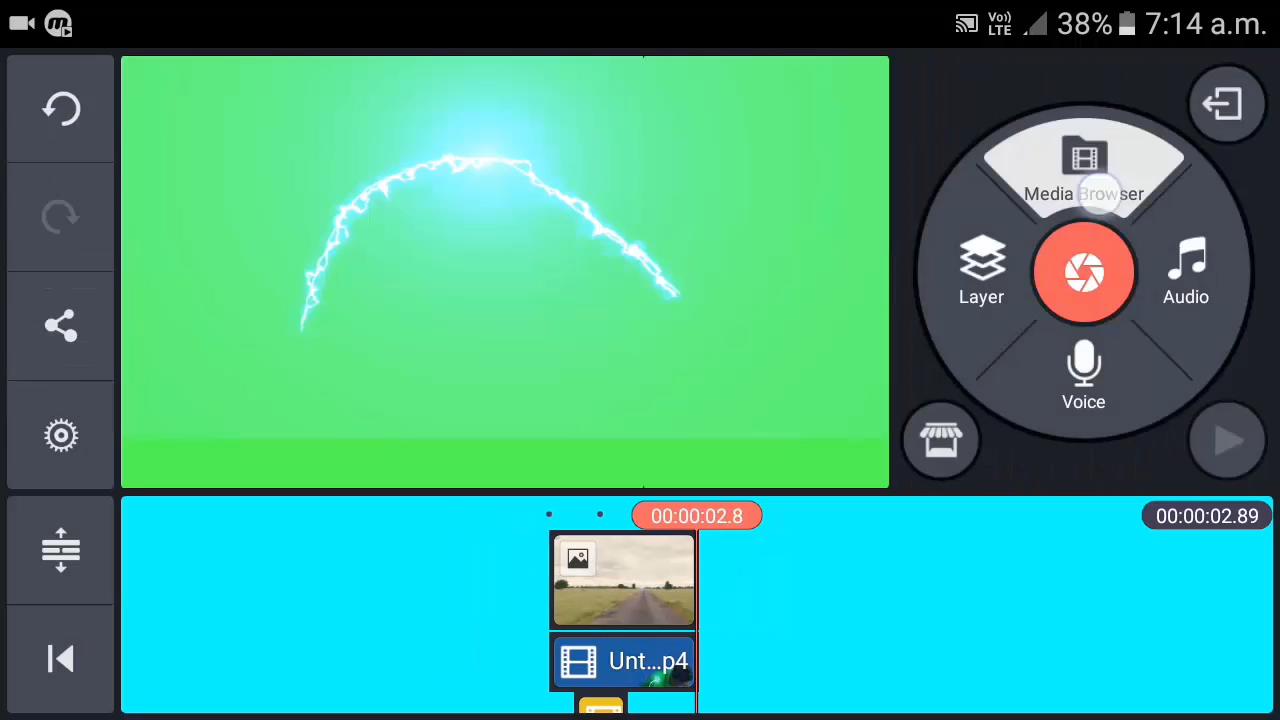 Vo)) LTE 38% 7:14 a.m.
Media Browser
Layer
Audio
Voice
00:00:02.8
00:00:02.89
Unt...p4